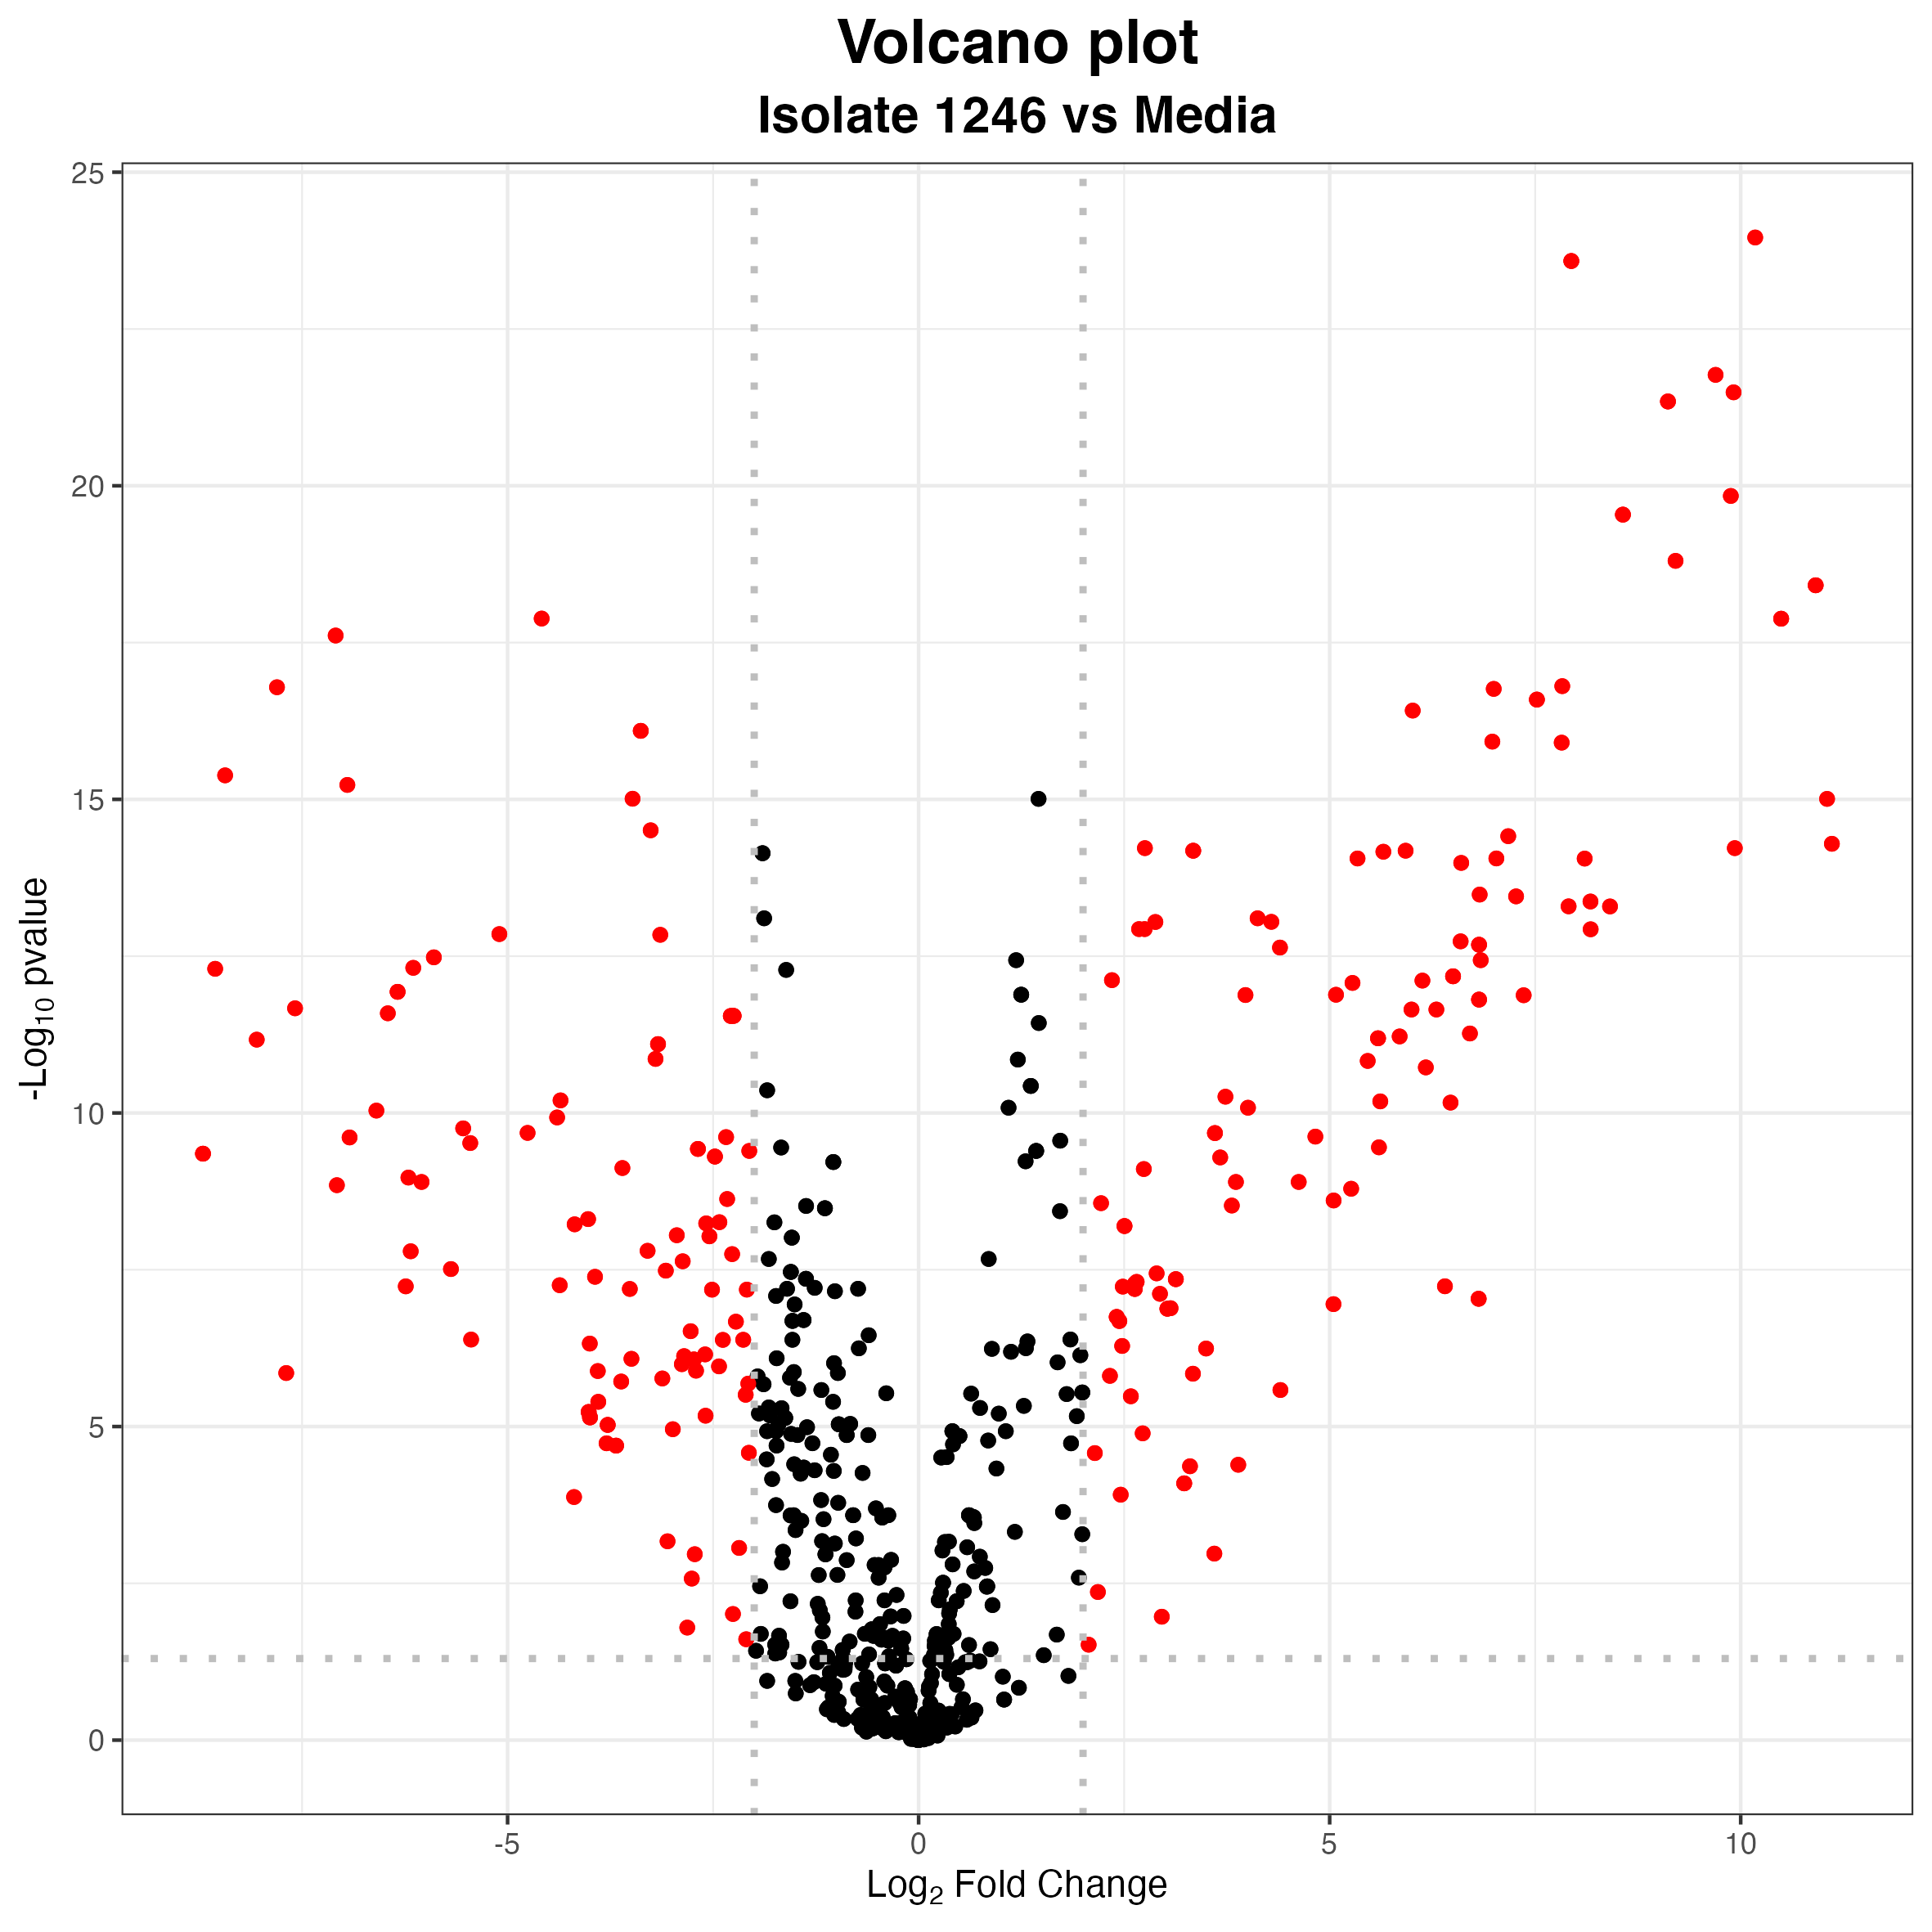 Volcano plot
Isolate 1246 vs Media
25
20
15
10
5
0
-Log₁₀ pvalue
-5
0
5
10
Log₂ Fold Change